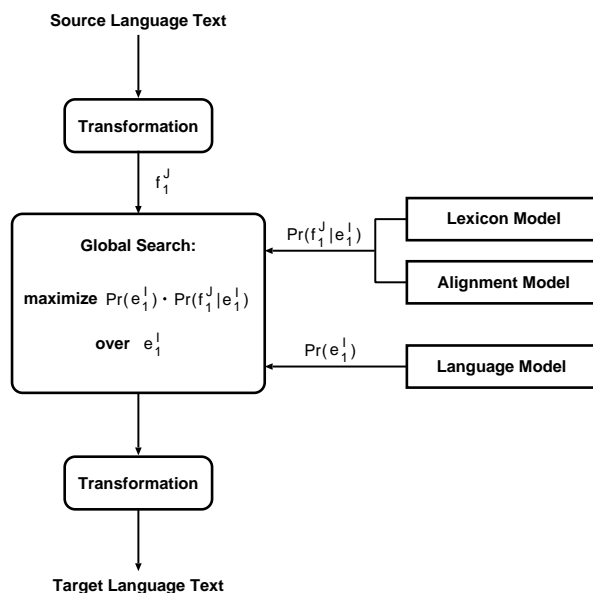 Source Language Text
Transformation
f_1^J
Global Search:
maximize Pr(e_1^I) · Pr(f_1^J | e_1^I)
over e_1^I
Pr(f_1^J | e_1^I)
Lexicon Model
Alignment Model
Pr(e_1^I)
Language Model
Transformation
Target Language Text